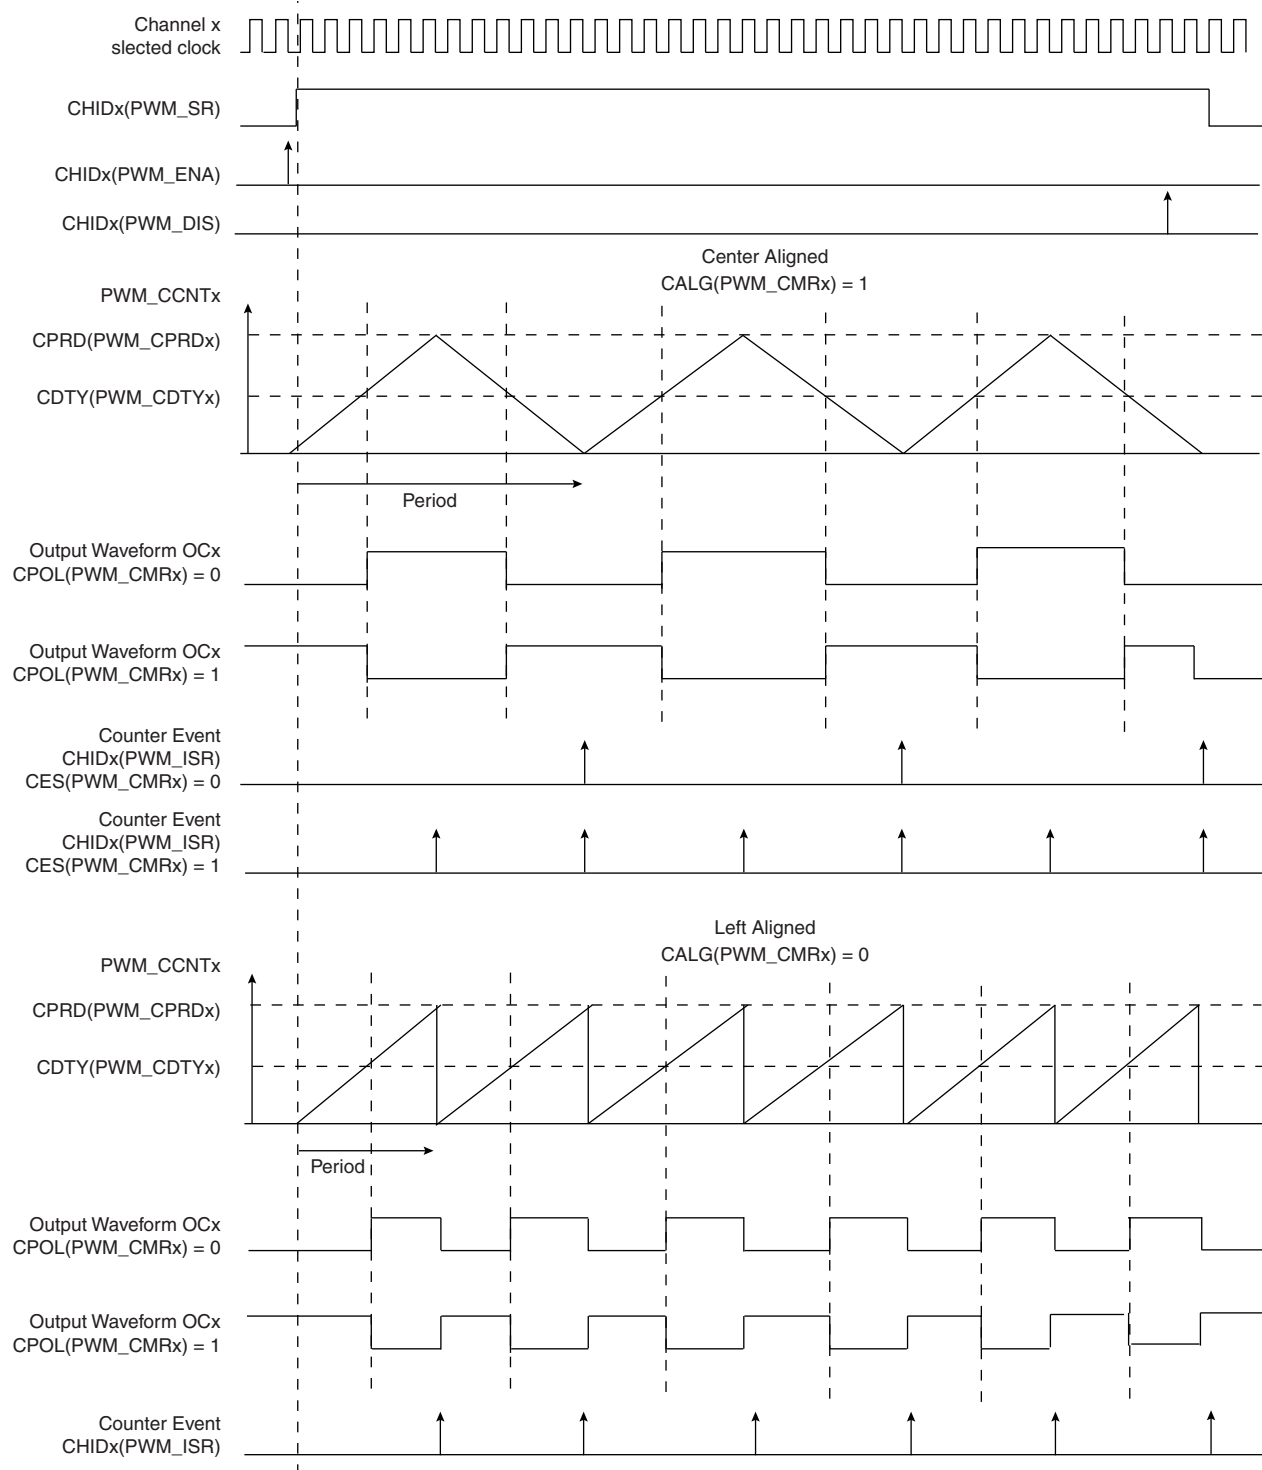 Channel x
slected clock
CHIDx(PWM_SR)
CHIDx(PWM_ENA)
CHIDx(PWM_DIS)
Center Aligned
CALG(PWM_CMRx) = 1
PWM_CCNTx
CPRD(PWM_CPRDx)
CDTY(PWM_CDTYx)
Period
Output Waveform OCx
CPOL(PWM_CMRx) = 0
Output Waveform OCx
CPOL(PWM_CMRx) = 1
Counter Event
CHIDx(PWM_ISR)
CES(PWM_CMRx) = 0
Counter Event
CHIDx(PWM_ISR)
CES(PWM_CMRx) = 1
Left Aligned
CALG(PWM_CMRx) = 0
PWM_CCNTx
CPRD(PWM_CPRDx)
CDTY(PWM_CDTYx)
Period
Output Waveform OCx
CPOL(PWM_CMRx) = 0
Output Waveform OCx
CPOL(PWM_CMRx) = 1
Counter Event
CHIDx(PWM_ISR)